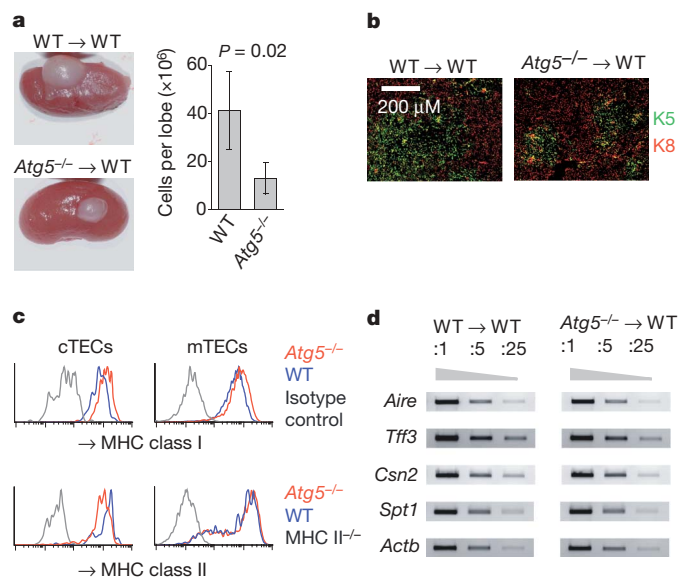 a
WT → WT
Atg5–/– → WT
Cells per lobe (×10⁶)
P = 0.02
60
40
20
0
WT
Atg5–/–
b
WT → WT
Atg5–/– → WT
200 µM
K5
K8
c
cTECs
mTECs
Atg5–/–
WT
Isotype
control
→ MHC class I
Atg5–/–
WT
MHC II–/–
→ MHC class II
d
WT → WT
Atg5–/– → WT
:1 :5 :25
:1 :5 :25
Aire
Tff3
Csn2
Spt1
Actb